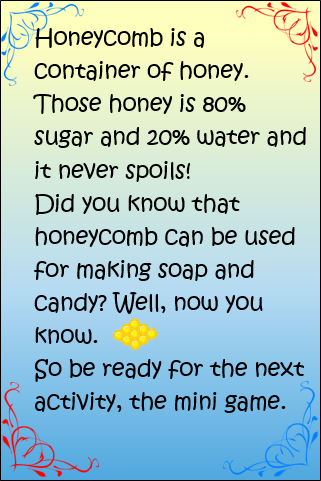 Honeycomb is a
container of honey.
Those honey is 80%
sugar and 20% water and
it never spoils!
Did you know that
honeycomb can be used
for making soap and
candy? Well, now you
know.
So be ready for the next
activity, the mini game.